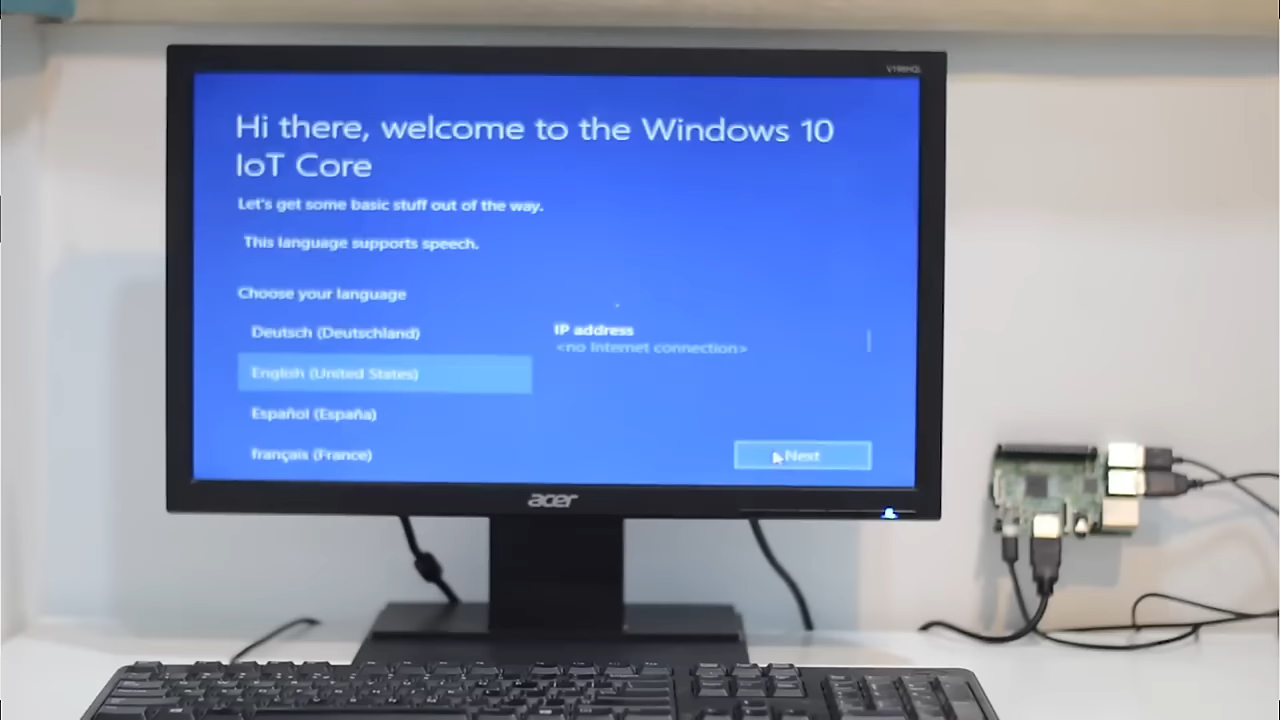 Hi there, welcome to the Windows 10
IoT Core
Let's get some basic stuff out of the way.
This language supports speech.
Choose your language
Deutsch (Deutschland)
English (United States)
Español (España)
français (France)
IP address
<no Internet connection>
Next
acer